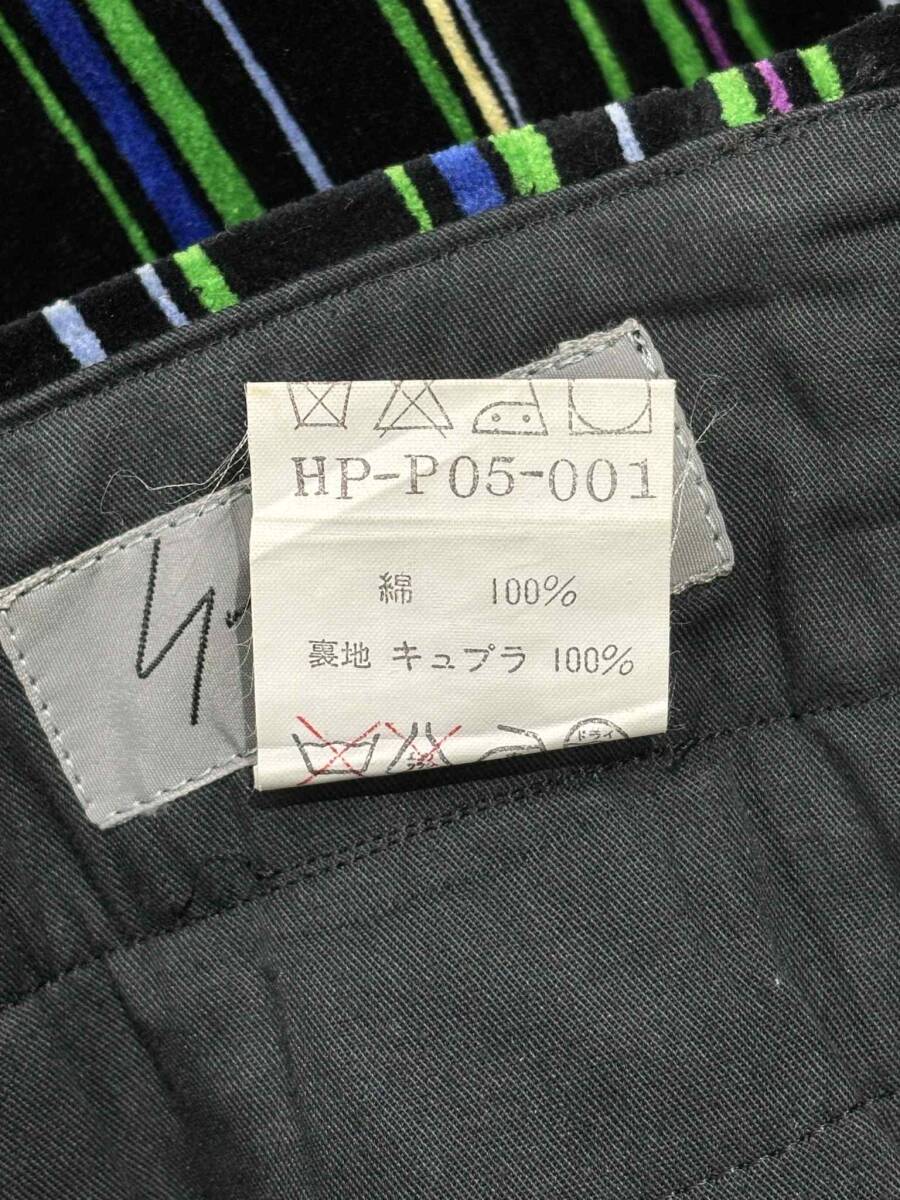 HP-P05-001
綿 100%
裏地 キュプラ 100%
ドライ